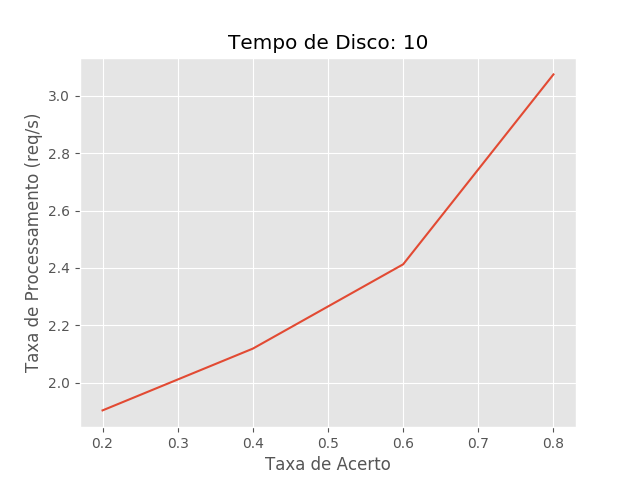 Tempo de Disco: 10
Taxa de Processamento (req/s)
3.0
2.8
2.6
2.4
2.2
2.0
0.2 0.3 0.4 0.5 0.6 0.7 0.8
Taxa de Acerto